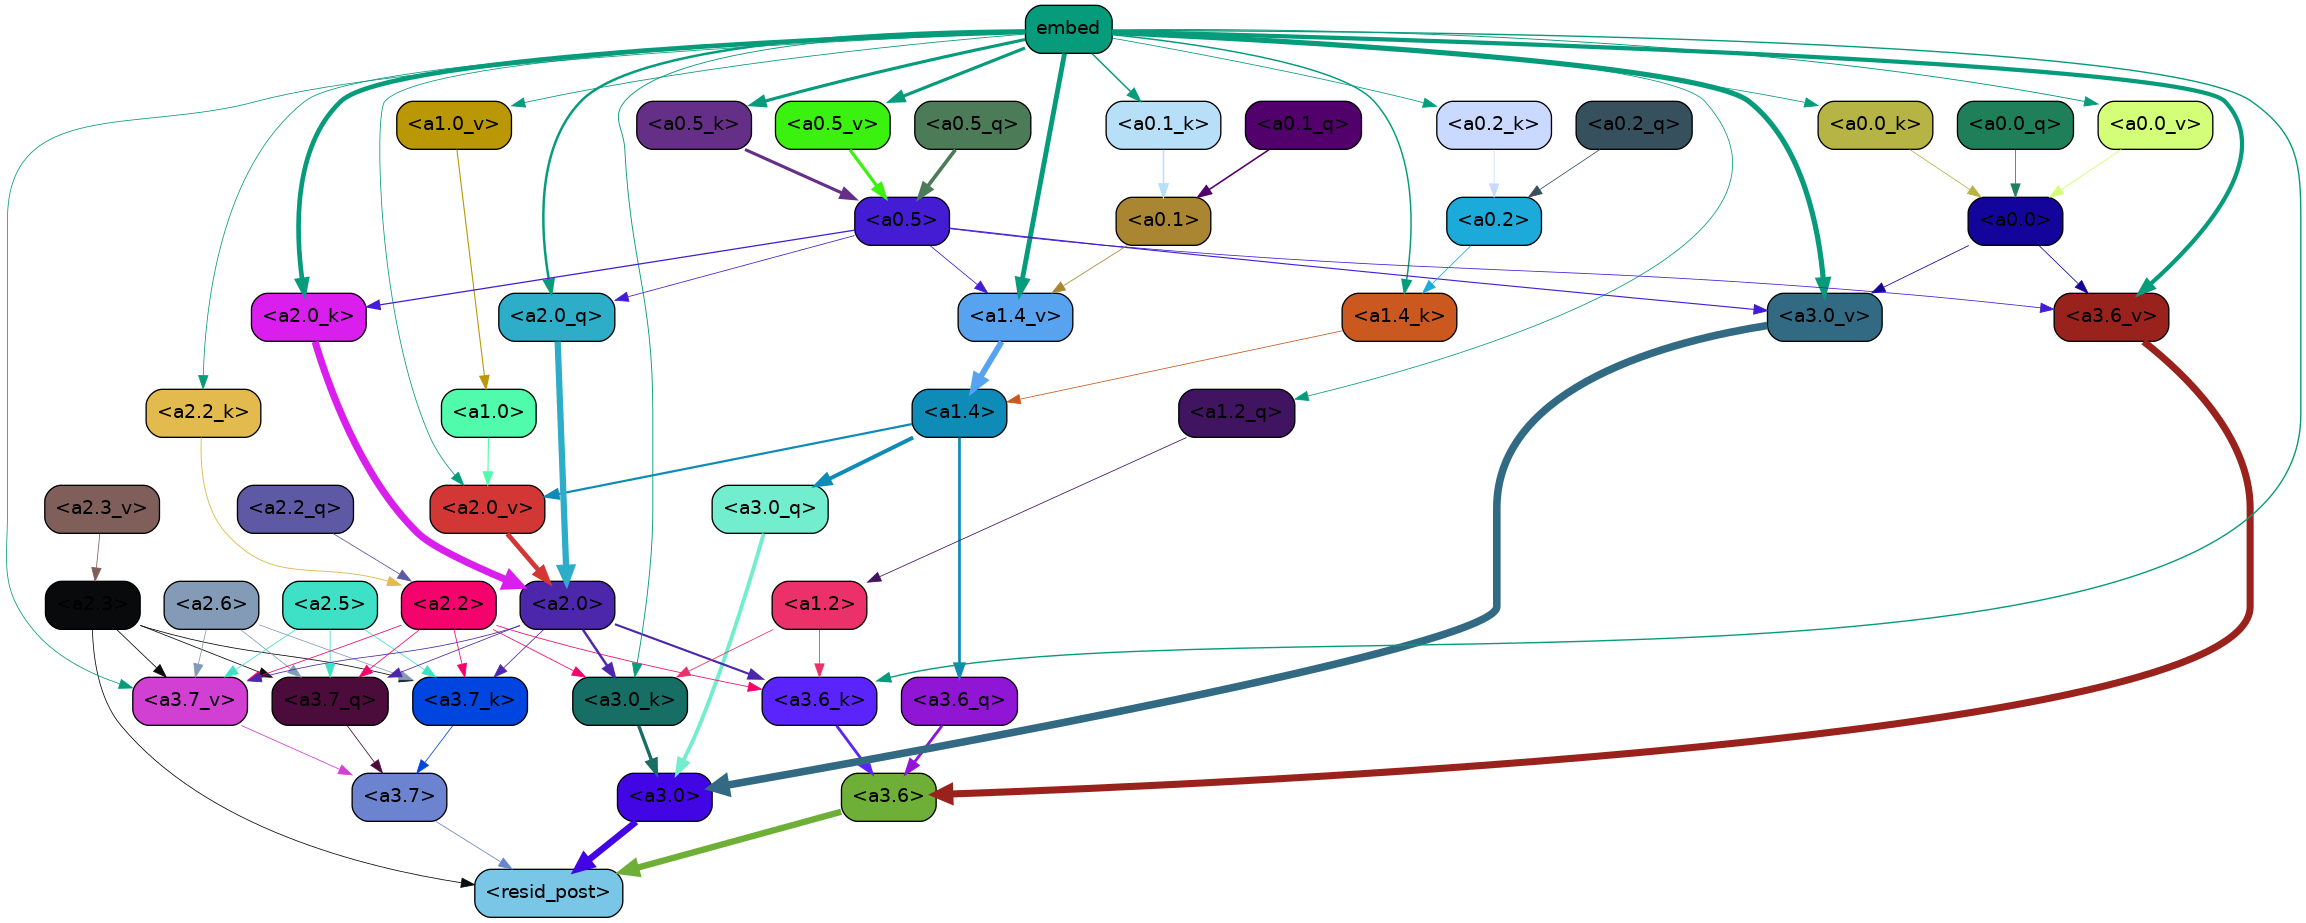 embed
<a1.0_v>
<a0.5_k>
<a0.5_v>
<a0.5_q>
<a0.1_k>
<a0.1_q>
<a0.2_k>
<a0.2_q>
<a0.0_k>
<a0.0_q>
<a0.0_v>
<a0.5>
<a0.1>
<a0.2>
<a0.0>
<a2.0_k>
<a2.0_q>
<a1.4_v>
<a1.4_k>
<a3.0_v>
<a3.6_v>
<a2.2_k>
<a1.0>
<a1.4>
<a1.2_q>
<a2.3_v>
<a2.2_q>
<a2.0_v>
<a3.0_q>
<a2.3>
<a2.6>
<a2.5>
<a2.2>
<a2.0>
<a1.2>
<a3.7_v>
<a3.7_q>
<a3.7_k>
<a3.0_k>
<a3.6_k>
<a3.6_q>
<a3.7>
<a3.0>
<a3.6>
<resid_post>